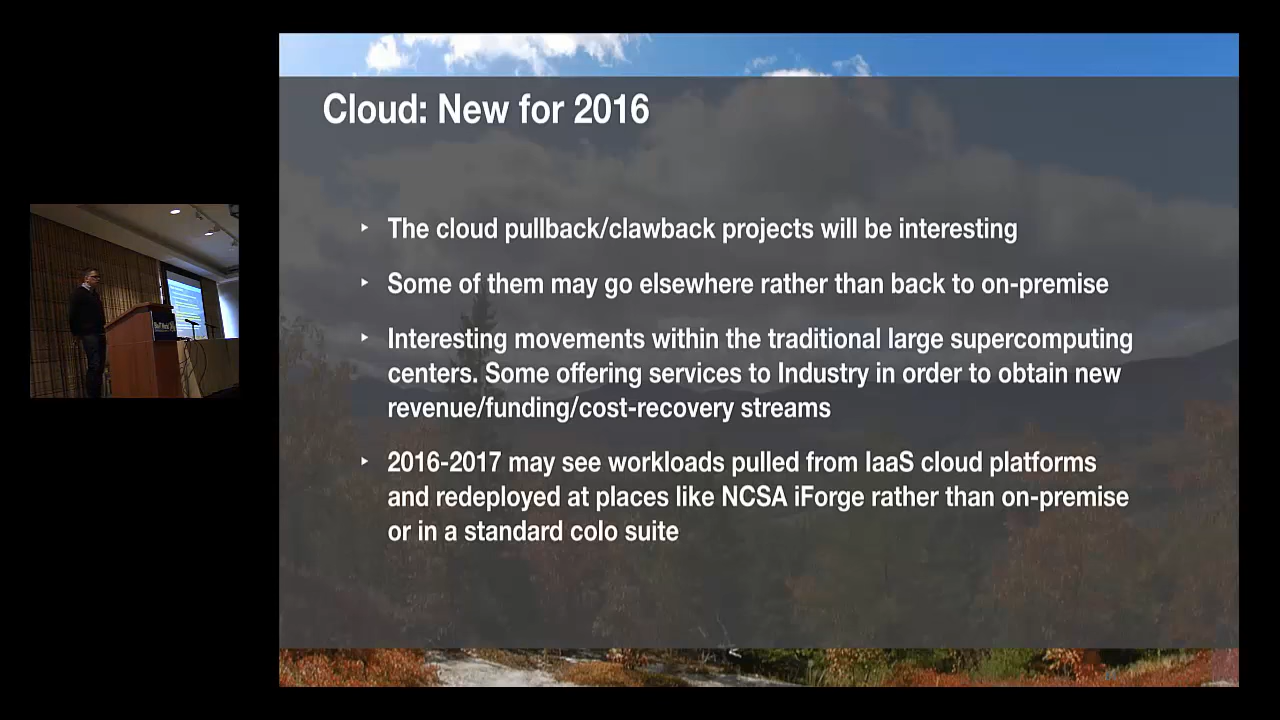 Cloud: New for 2016
‣ The cloud pullback/clawback projects will be interesting
‣ Some of them may go elsewhere rather than back to on-premise
‣ Interesting movements within the traditional large supercomputing
centers. Some offering services to Industry in order to obtain new
revenue/funding/cost-recovery streams
‣ 2016-2017 may see workloads pulled from IaaS cloud platforms
and redeployed at places like NCSA iForge rather than on-premise
or in a standard colo suite